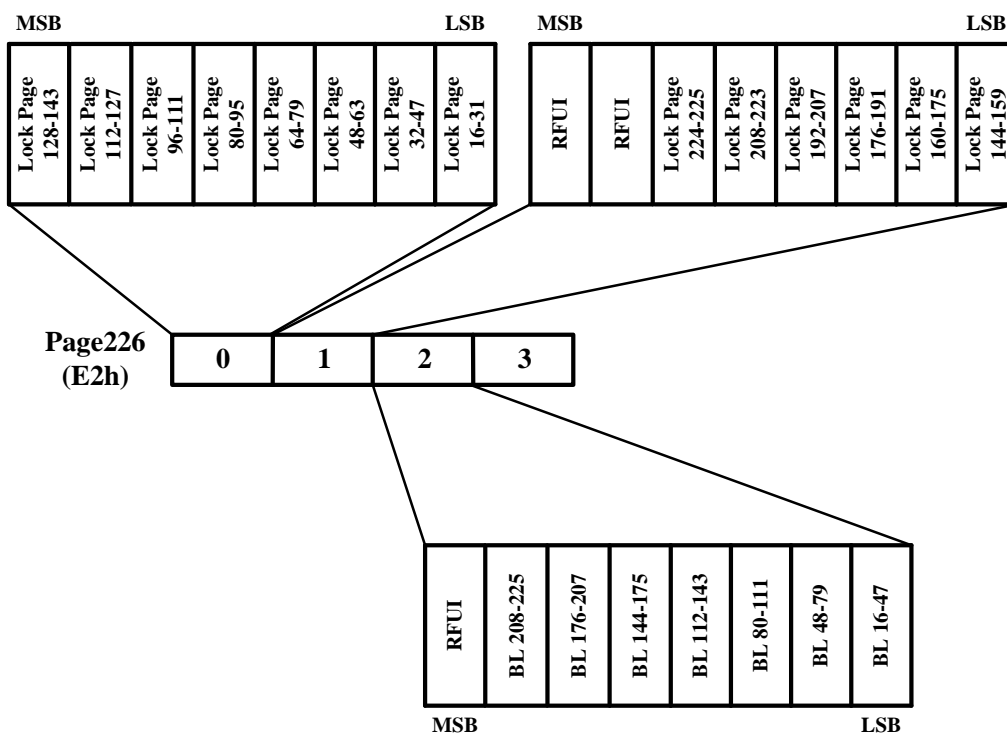 MSB
LSB
Lock Page
128-143
Lock Page
112-127
Lock Page
96-111
Lock Page
80-95
Lock Page
64-79
Lock Page
48-63
Lock Page
32-47
Lock Page
16-31
MSB
LSB
RFUI
RFUI
Lock Page
224-225
Lock Page
208-223
Lock Page
192-207
Lock Page
176-191
Lock Page
160-175
Lock Page
144-159
Page226
(E2h)
0
1
2
3
RFUI
BL 208-225
BL 176-207
BL 144-175
BL 112-143
BL 80-111
BL 48-79
BL 16-47
MSB
LSB